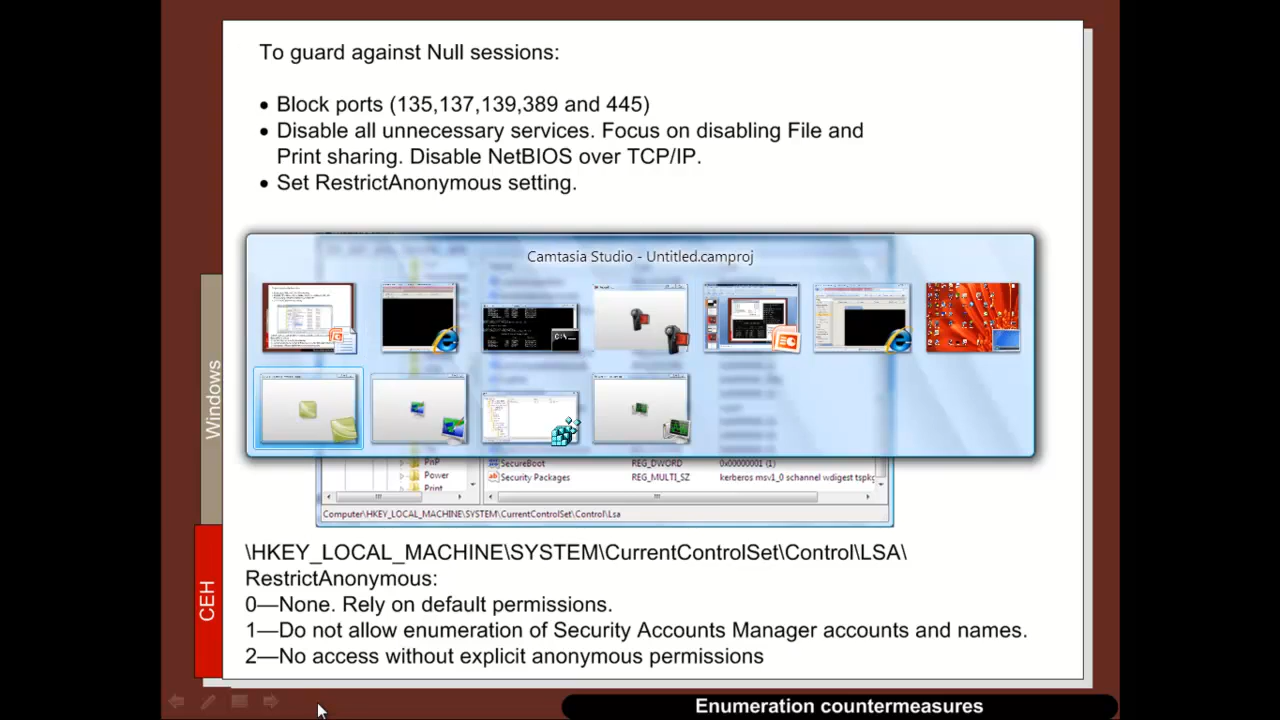 To guard against Null sessions:
• Block ports (135,137,139,389 and 445)
• Disable all unnecessary services. Focus on disabling File and
Print sharing. Disable NetBIOS over TCP/IP.
• Set RestrictAnonymous setting.
Camtasia Studio - Untitled.camproj
PnP
Power
Print
SecureBoot REG_DWORD 0x00000001 (1)
Security Packages REG_MULTI_SZ kerberos msv1_0 schannel wdigest tspkg
Computer\HKEY_LOCAL_MACHINE\SYSTEM\CurrentControlSet\Control\Lsa
\HKEY_LOCAL_MACHINE\SYSTEM\CurrentControlSet\Control\LSA\
RestrictAnonymous:
0—None. Rely on default permissions.
1—Do not allow enumeration of Security Accounts Manager accounts and names.
2—No access without explicit anonymous permissions
Windows
CEH
Enumeration countermeasures